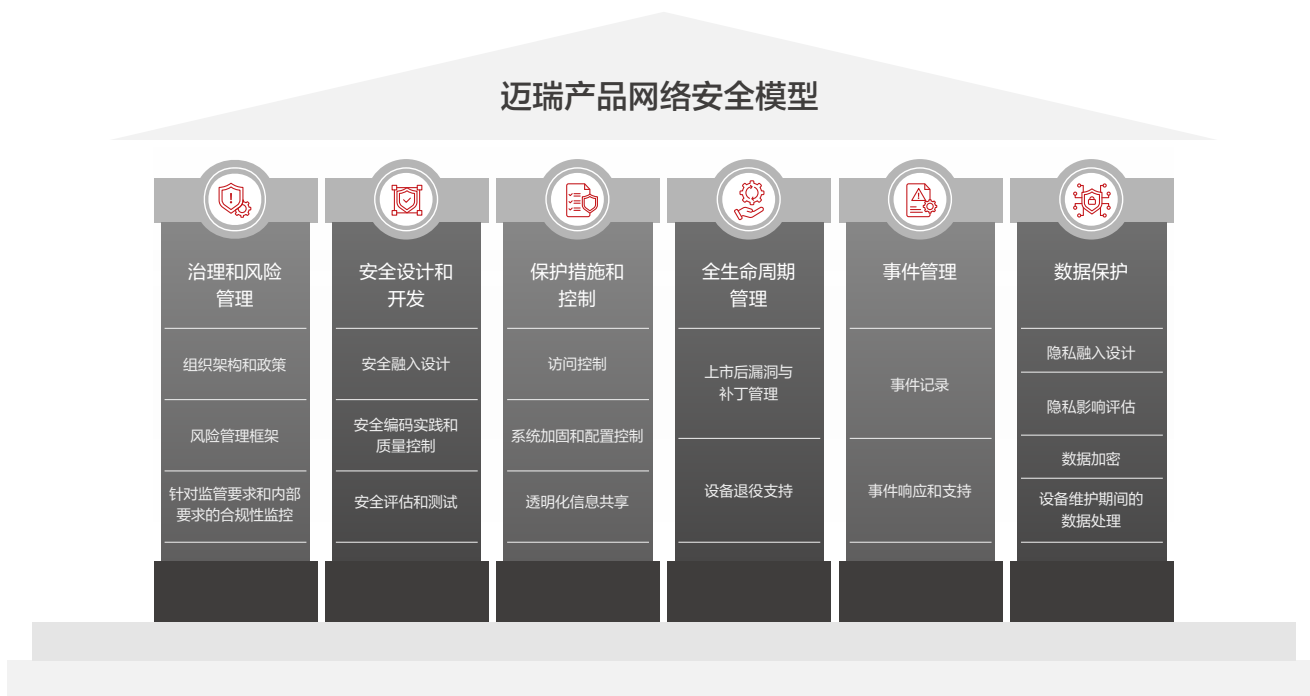 迈瑞产品网络安全模型
治理和风险
管理
组织架构和政策
风险管理框架
针对监管要求和内部
要求的合规性监控
安全设计和
开发
安全融入设计
安全编码实践和
质量控制
安全评估和测试
保护措施和
控制
访问控制
系统加固和配置控制
透明化信息共享
全生命周期
管理
上市后漏洞与
补丁管理
设备退役支持
事件管理
事件记录
事件响应和支持
数据保护
隐私融入设计
隐私影响评估
数据加密
设备维护期间的
数据处理